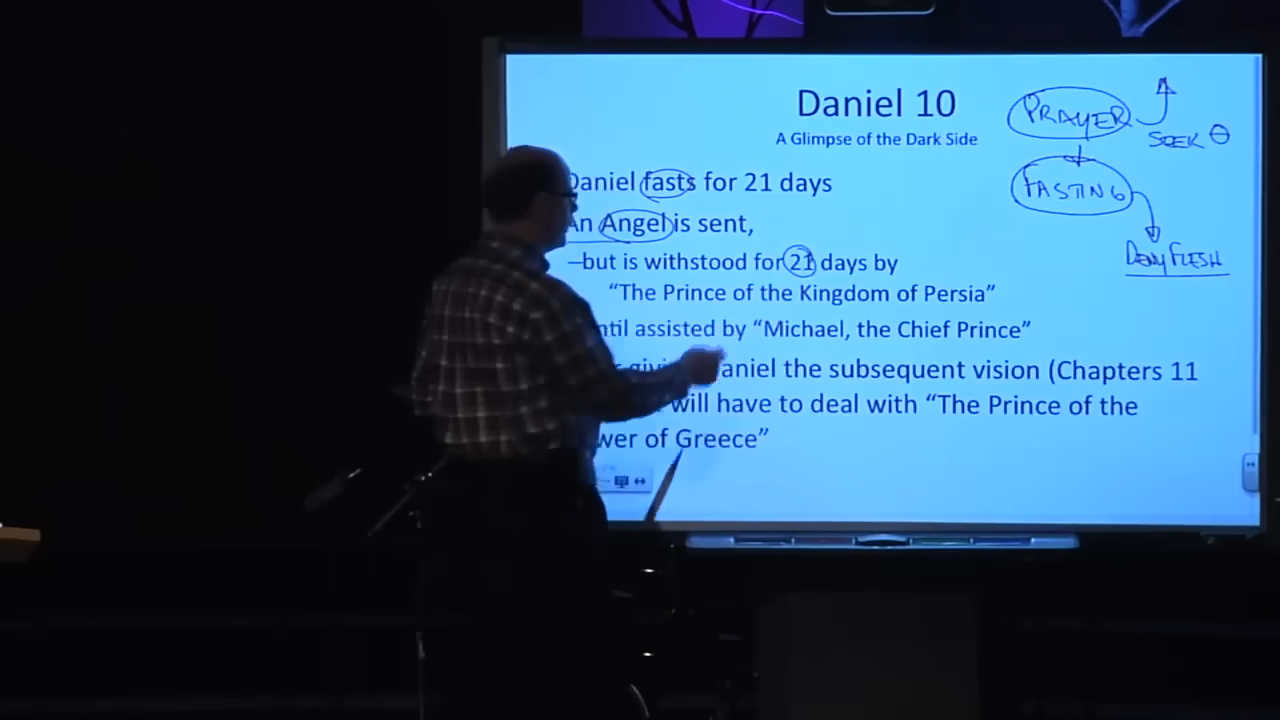 Daniel 10
A Glimpse of the Dark Side
PRAYER
SEEK
Daniel fasts for 21 days
FASTING
An Angel is sent,
–but is withstood for 21 days by
DENY FLESH
"The Prince of the Kingdom of Persia"
assisted by "Michael, the Chief Prince"
the subsequent vision (Chapters 11
will have to deal with "The Prince of the
of Greece"